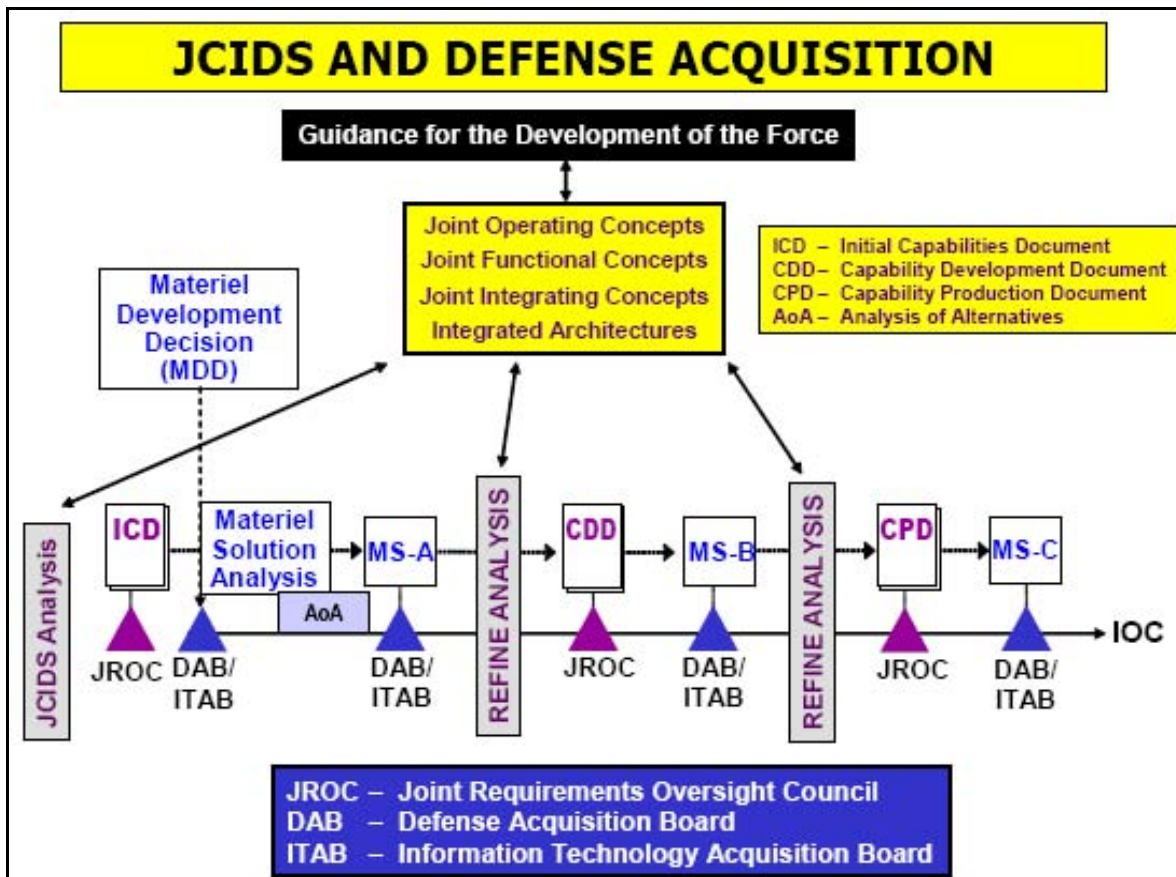 JCIDS AND DEFENSE ACQUISITION
Guidance for the Development of the Force
Joint Operating Concepts
Joint Functional Concepts
Joint Integrating Concepts
Integrated Architectures
ICD – Initial Capabilities Document
CDD – Capability Development Document
CPD – Capability Production Document
AoA – Analysis of Alternatives
Materiel
Development
Decision
(MDD)
JCIDS Analysis
ICD
Materiel
Solution
Analysis
AoA
MS-A
REFINE ANALYSIS
CDD
MS-B
REFINE ANALYSIS
CPD
MS-C
IOC
JROC
DAB/
ITAB
DAB/
ITAB
JROC
DAB/
ITAB
JROC
DAB/
ITAB
JROC – Joint Requirements Oversight Council
DAB – Defense Acquisition Board
ITAB – Information Technology Acquisition Board